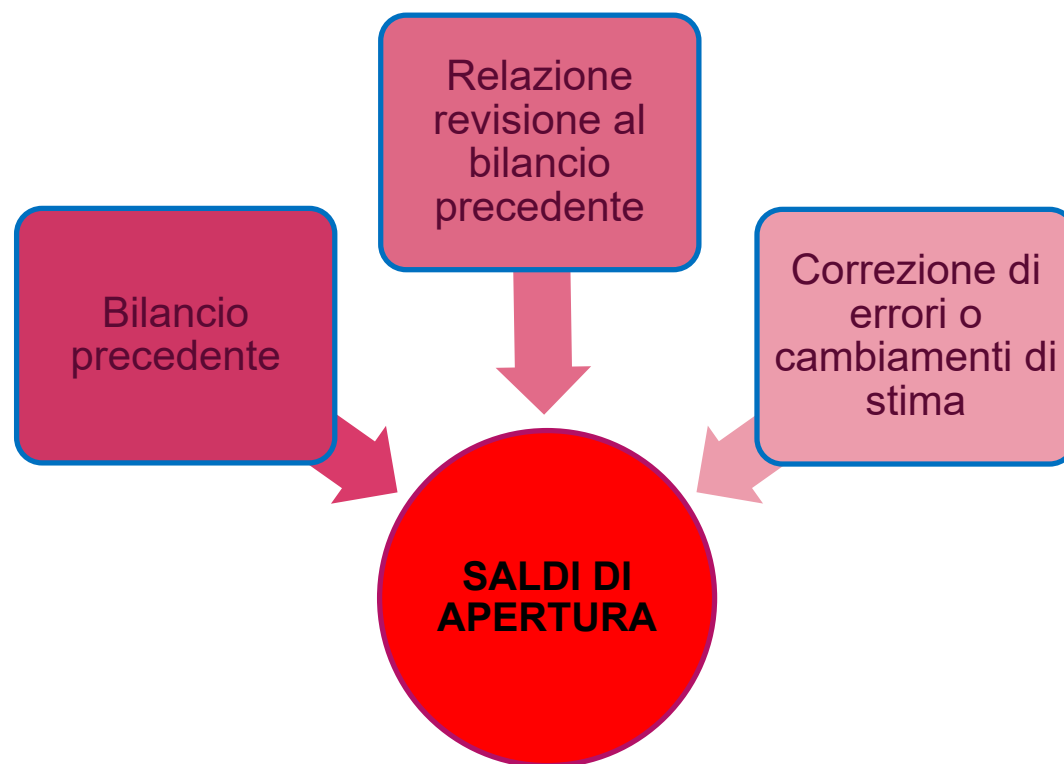 Relazione
revisione al
bilancio
precedente
Bilancio
precedente
Correzione di
errori o
cambiamenti di
stima
SALDI DI
APERTURA